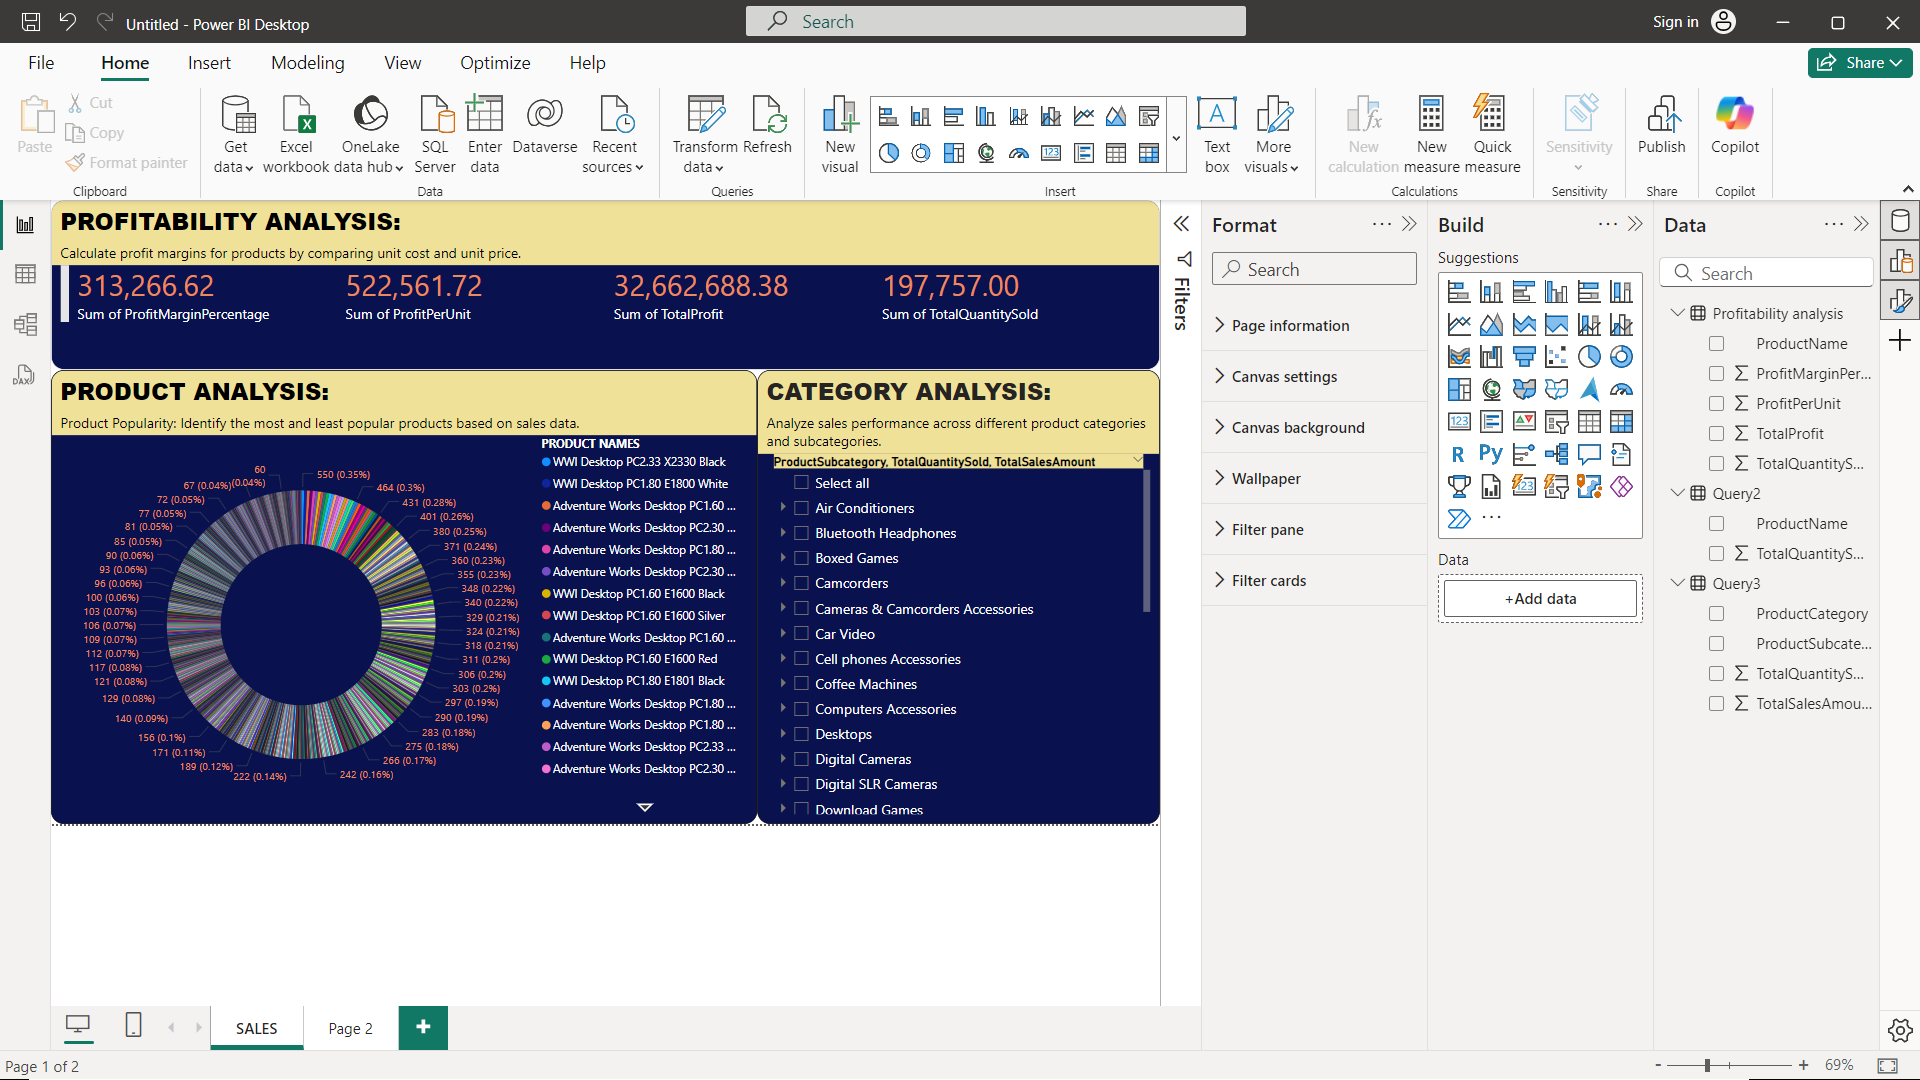 Untitled - Power BI Desktop
Search
Sign in
File Home Insert Modeling View Optimize Help
Share
Paste
Cut
Copy
Format painter
Clipboard
Get data
Excel workbook
OneLake data hub
SQL Server
Enter data
Dataverse
Recent sources
Data
Transform data
Refresh
Queries
New visual
Text box
More visuals
Insert
New calculation
New measure
Quick measure
Calculations
Sensitivity
Sensitivity
Publish
Share
Copilot
Copilot
PROFITABILITY ANALYSIS:
Calculate profit margins for products by comparing unit cost and unit price.
313,266.62 522,561.72 32,662,688.38 197,757.00
Sum of ProfitMarginPercentage Sum of ProfitPerUnit Sum of TotalProfit Sum of TotalQuantitySold
PRODUCT ANALYSIS:
Product Popularity: Identify the most and least popular products based on sales data.
550 (0.35%)
464 (0.3%)
431 (0.28%)
401 (0.26%)
380 (0.25%)
371 (0.24%)
360 (0.23%)
355 (0.23%)
348 (0.22%)
340 (0.22%)
329 (0.21%)
324 (0.21%)
318 (0.21%)
311 (0.2%)
306 (0.2%)
303 (0.2%)
297 (0.19%)
290 (0.19%)
283 (0.18%)
275 (0.18%)
266 (0.17%)
242 (0.16%)
222 (0.14%)
189 (0.12%)
171 (0.11%)
156 (0.1%)
140 (0.09%)
129 (0.08%)
121 (0.08%)
117 (0.08%)
112 (0.07%)
109 (0.07%)
106 (0.07%)
103 (0.07%)
100 (0.06%)
96 (0.06%)
93 (0.06%)
90 (0.06%)
85 (0.05%)
81 (0.05%)
77 (0.05%)
72 (0.05%)
67 (0.04%)
60 (0.04%)
PRODUCT NAMES
WWI Desktop PC2.33 X2330 Black
WWI Desktop PC1.80 E1800 White
Adventure Works Desktop PC1.60 ...
Adventure Works Desktop PC2.30 ...
Adventure Works Desktop PC1.80 ...
Adventure Works Desktop PC2.30 ...
WWI Desktop PC1.60 E1600 Black
WWI Desktop PC1.60 E1600 Silver
Adventure Works Desktop PC1.60 ...
WWI Desktop PC1.60 E1600 Red
WWI Desktop PC1.80 E1801 Black
Adventure Works Desktop PC1.80 ...
Adventure Works Desktop PC1.80 ...
Adventure Works Desktop PC2.33 ...
Adventure Works Desktop PC2.30 ...
CATEGORY ANALYSIS:
Analyze sales performance across different product categories
and subcategories.
ProductSubcategory, TotalQuantitySold, TotalSalesAmount
Select all
Air Conditioners
Bluetooth Headphones
Boxed Games
Camcorders
Cameras & Camcorders Accessories
Car Video
Cell phones Accessories
Coffee Machines
Computers Accessories
Desktops
Digital Cameras
Digital SLR Cameras
Download Games
Filters
Format
Search
Page information
Canvas settings
Canvas background
Wallpaper
Filter pane
Filter cards
Build
Suggestions
R Py
123
Data
+Add data
Data
Search
Profitability analysis
ProductName
ProfitMarginPer...
ProfitPerUnit
TotalProfit
TotalQuantityS...
Query2
ProductName
TotalQuantityS...
Query3
ProductCategory
ProductSubcate...
TotalQuantityS...
TotalSalesAmou...
DAX
SALES Page 2
Page 1 of 2
- + 69%